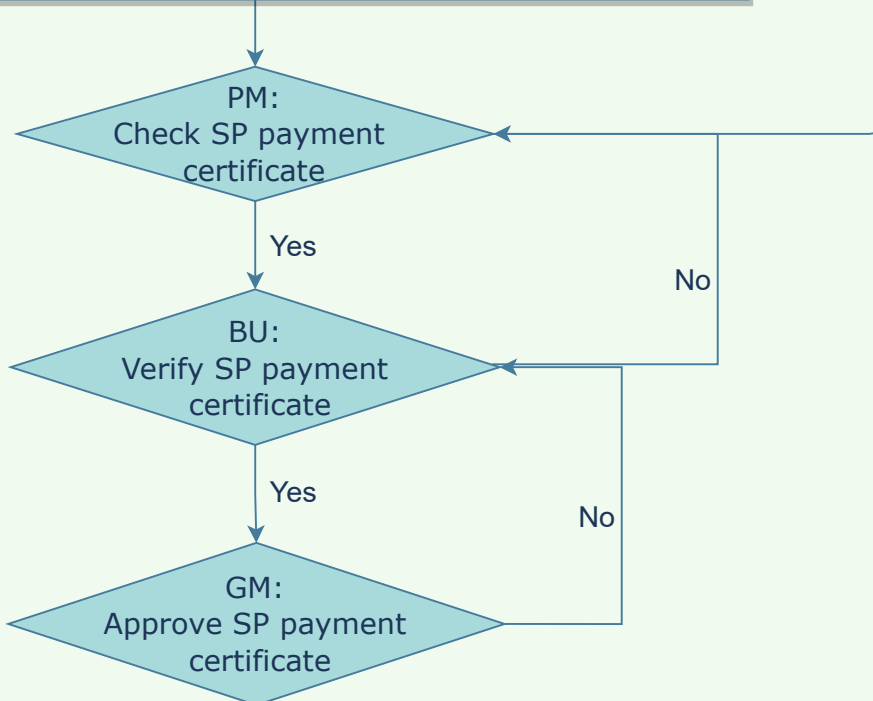 PM:
Check SP payment
certificate
Yes
No
BU:
Verify SP payment
certificate
Yes
No
GM:
Approve SP payment
certificate